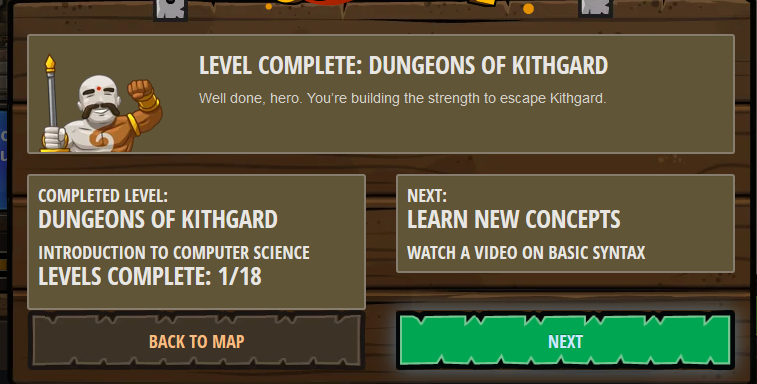 LEVEL COMPLETE: DUNGEONS OF KITHGARD
Well done, hero. You're building the strength to escape Kithgard.
COMPLETED LEVEL:
DUNGEONS OF KITHGARD
INTRODUCTION TO COMPUTER SCIENCE
LEVELS COMPLETE: 1/18
NEXT:
LEARN NEW CONCEPTS
WATCH A VIDEO ON BASIC SYNTAX
BACK TO MAP
NEXT